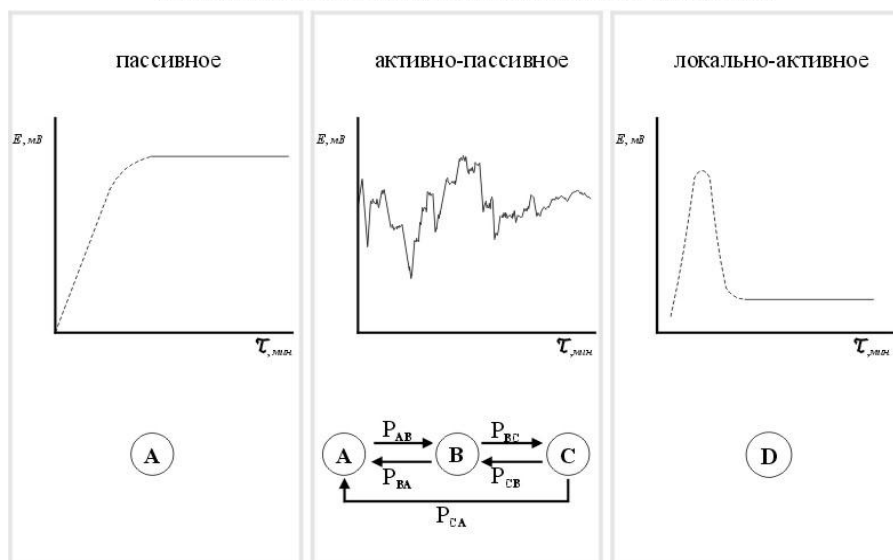 пассивное
активно-пассивное
локально-активное
E, мВ
E, мВ
E, мВ
τ, мин
τ, мин
τ, мин
A
P_AB
P_BC
A
B
C
P_BA
P_CB
P_CA
D